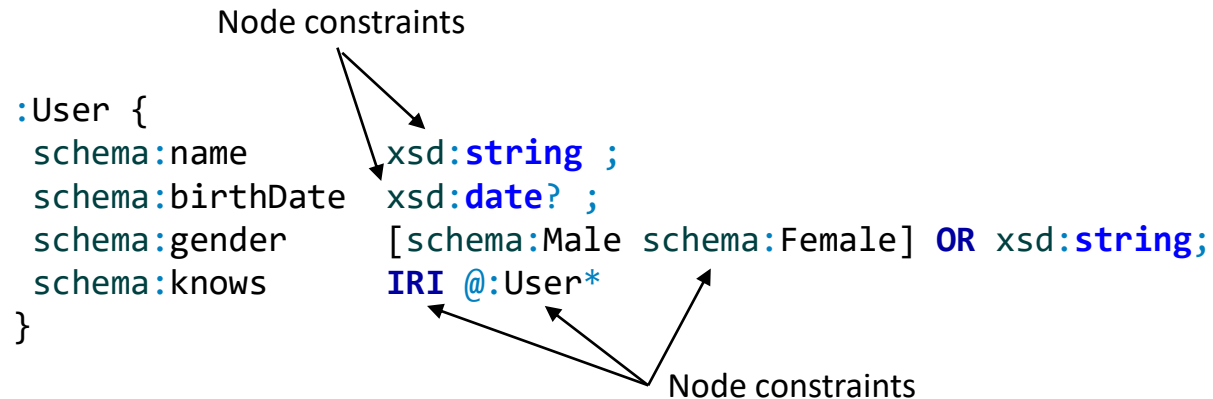 Node constraints
:User {
schema:name xsd:string ;
schema:birthDate xsd:date? ;
schema:gender [schema:Male schema:Female] OR xsd:string;
schema:knows IRI @:User*
}
Node constraints